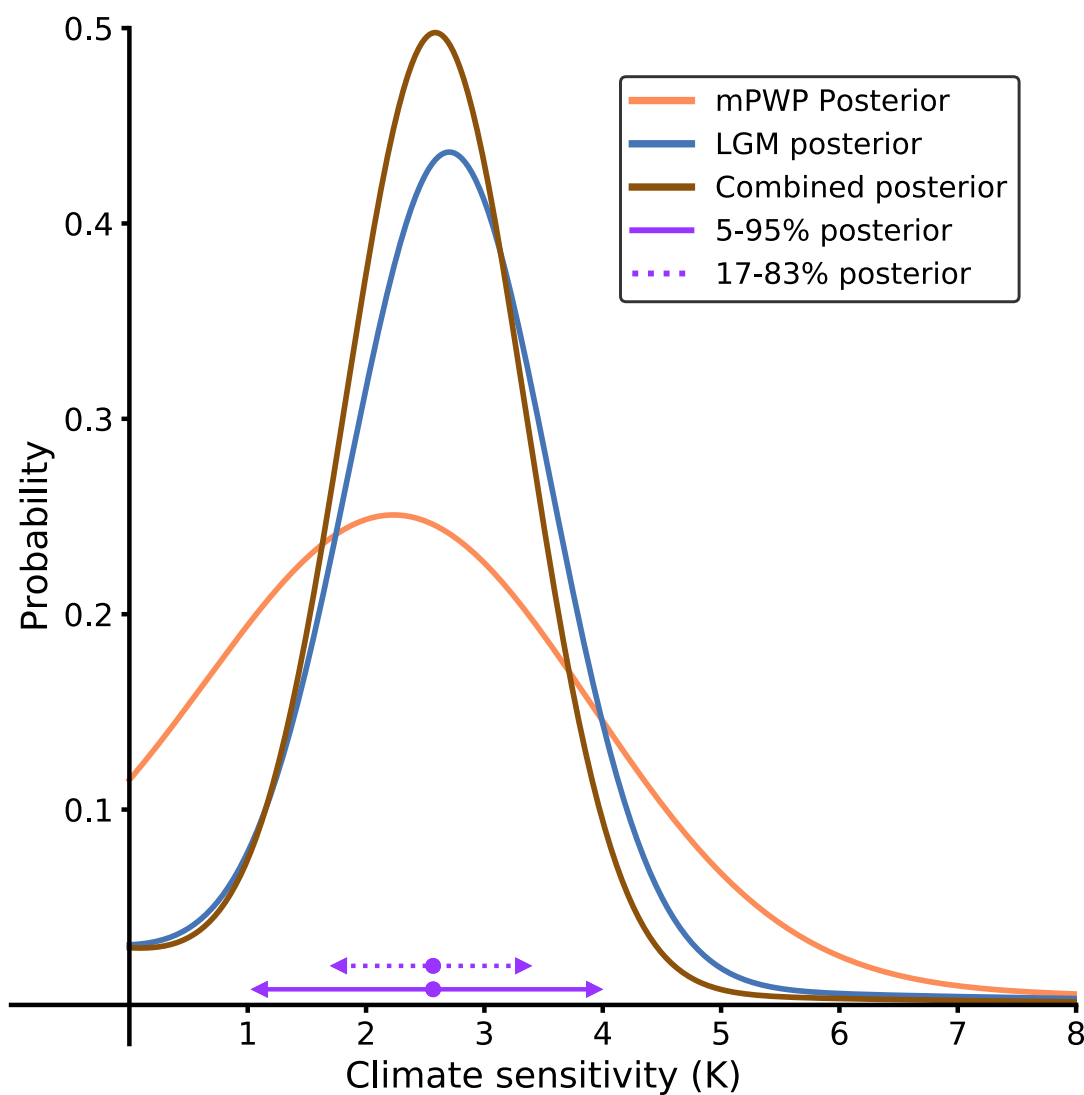 0.5
0.4
0.3
0.2
0.1
Probability
mPWP Posterior
LGM posterior
Combined posterior
5-95% posterior
17-83% posterior
1 2 3 4 5 6 7 8
Climate sensitivity (K)